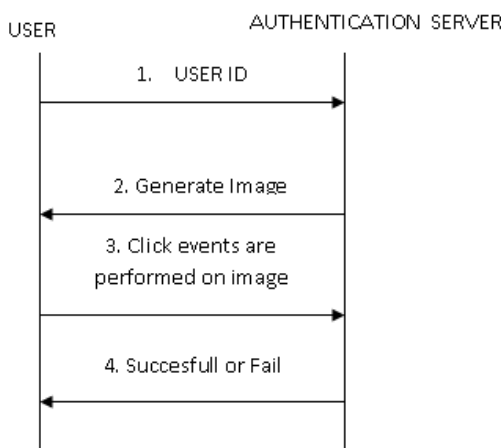 USER
AUTHENTICATION SERVER
1. USER ID
2. Generate Image
3. Click events are
performed on image
4. Succesfull or Fail